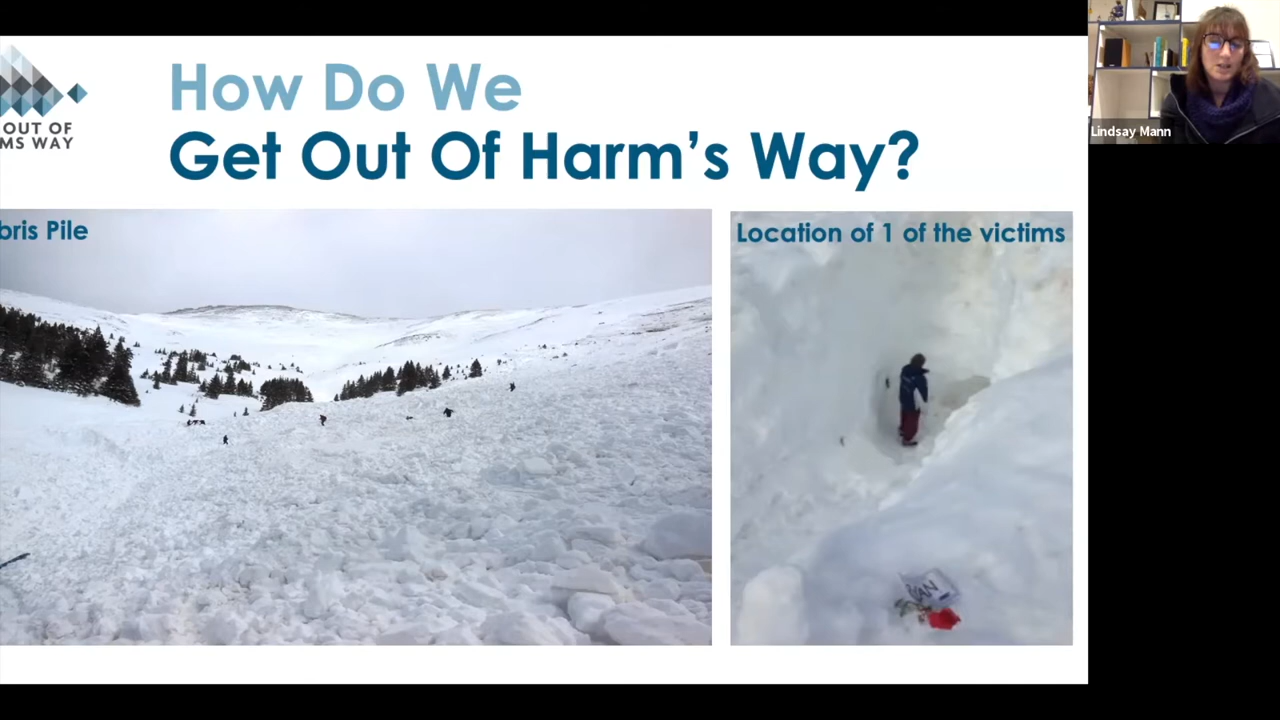 OUT OF
MS WAY
How Do We
Get Out Of Harm's Way?
bris Pile
Location of 1 of the victims
Lindsay Mann